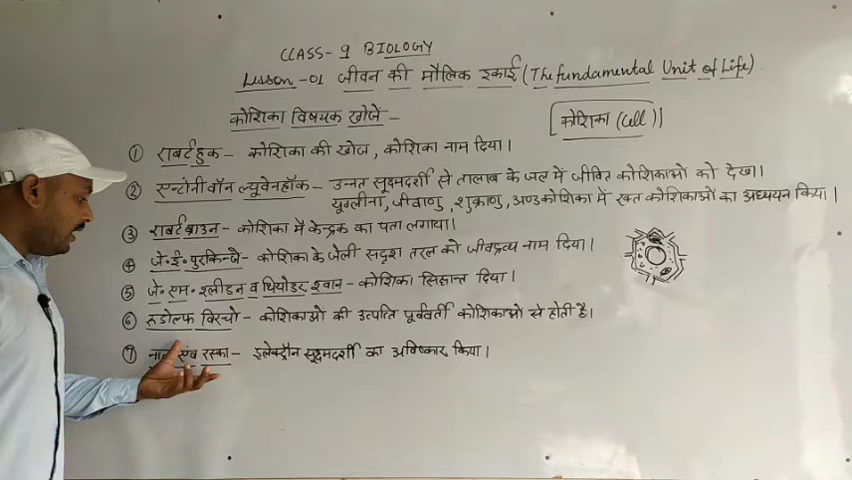 CLASS- 9 BIOLOGY
Lesson -01 जीवन की मौलिक इकाई (The fundamental Unit of Life)
कोशिका विषयक खोजें -
कोशिका (Cell)
① राबर्ट हुक - कोशिका की खोज, कोशिका नाम दिया।
② एन्टोनी वॉन ल्यूवेनहॉक - उन्नत सूक्ष्मदर्शी से तालाब के जल में जीवित कोशिकाओं को देखा।
यूग्लीना, जीवाणु, शुक्राणु, अण्डकोशिका में रक्त कोशिकाओं का अध्ययन किया।
③ राबर्ट ब्राउन - कोशिका में केन्द्रक का पता लगाया।
④ जे॰ ई॰ पुरकिन्जे - कोशिका के जेली सदृश तरल को जीवद्रव्य नाम दिया।
⑤ जे॰ एम॰ श्लीडन व थियोडर श्वान - कोशिका सिद्धान्त दिया।
⑥ रूडोल्फ विरचो - कोशिकाओं की उत्पत्ति पूर्ववर्ती कोशिकाओं से होती है।
⑦ एंव रस्का - इलेक्ट्रौन सूक्ष्मदर्शी का अविष्कार किया।